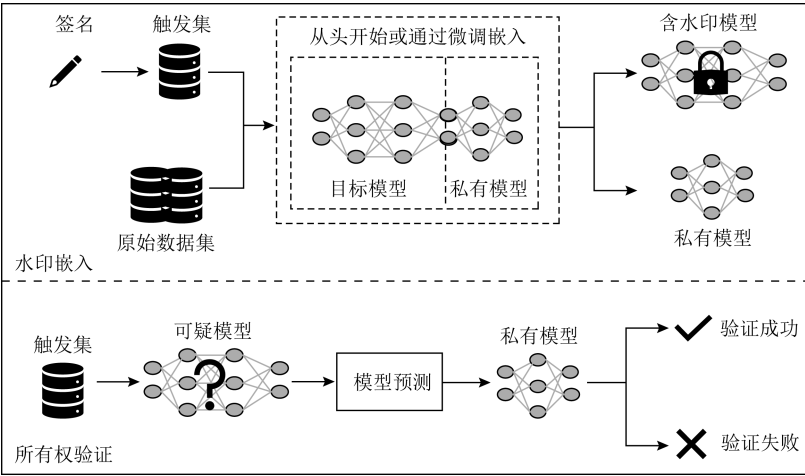 签名
触发集
从头开始或通过微调嵌入
含水印模型
目标模型
私有模型
原始数据集
私有模型
水印嵌入
触发集
可疑模型
模型预测
私有模型
验证成功
验证失败
所有权验证